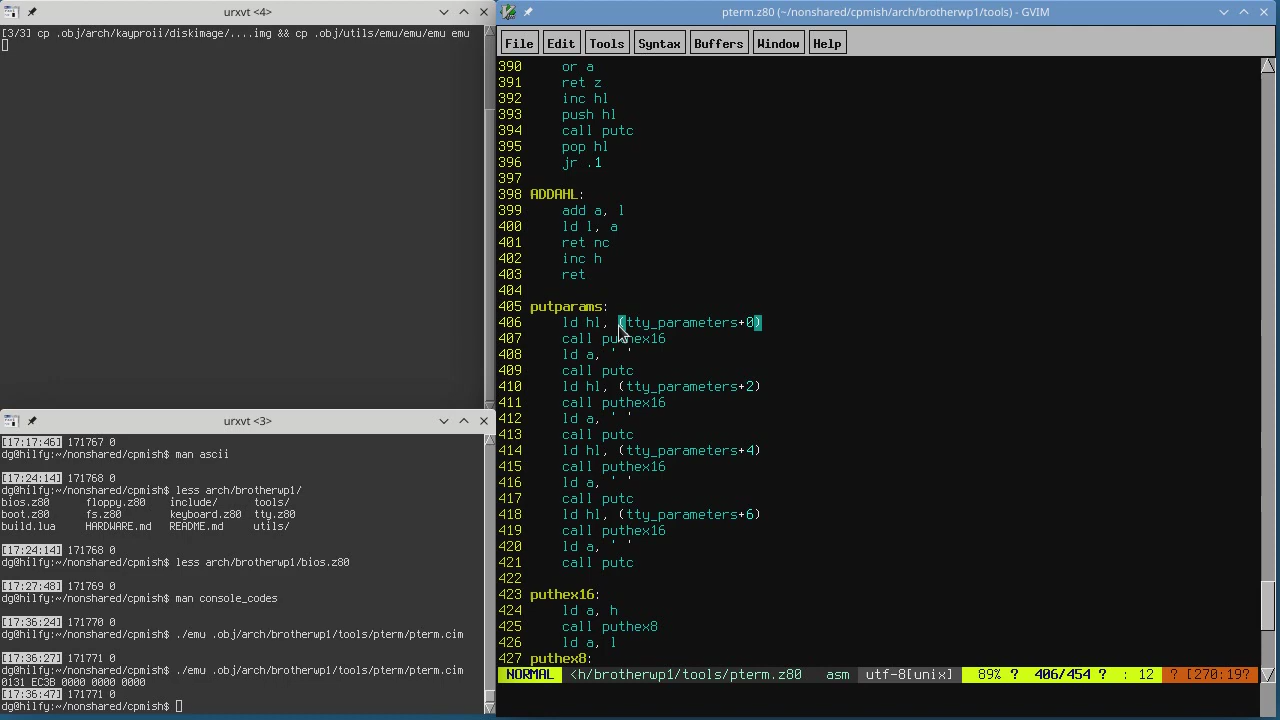 urxvt <4>
[3/3] cp .obj/arch/kayproii/diskimage/....img && cp .obj/utils/emu/emu/emu emu
urxvt <3>
[17:17:46] 171767 0
dg@hilfy:~/nonshared/cpmish$ man ascii
[17:24:14] 171768 0
dg@hilfy:~/nonshared/cpmish$ less arch/brotherwp1/
bios.z80 floppy.z80 include/ tools/
boot.z80 fs.z80 keyboard.z80 tty.z80
build.lua HARDWARE.md README.md utils/
[17:24:14] 171768 0
dg@hilfy:~/nonshared/cpmish$ less arch/brotherwp1/bios.z80
[17:27:48] 171769 0
dg@hilfy:~/nonshared/cpmish$ man console_codes
[17:36:24] 171770 0
dg@hilfy:~/nonshared/cpmish$ ./emu .obj/arch/brotherwp1/tools/pterm/pterm.cim
[17:36:27] 171771 0
dg@hilfy:~/nonshared/cpmish$ ./emu .obj/arch/brotherwp1/tools/pterm/pterm.cim
0131 EC3B 0000 0000 0000
[17:36:47] 171771 0
dg@hilfy:~/nonshared/cpmish$
pterm.z80 (~/nonshared/cpmish/arch/brotherwp1/tools) - GVIM
File Edit Tools Syntax Buffers Window Help
390 or a
391 ret z
392 inc hl
393 push hl
394 call putc
395 pop hl
396 jr .1
397
398 ADDAHL:
399 add a, l
400 ld l, a
401 ret nc
402 inc h
403 ret
404
405 putparams:
406 ld hl, (tty_parameters+0)
407 call puthex16
408 ld a, ' '
409 call putc
410 ld hl, (tty_parameters+2)
411 call puthex16
412 ld a, ' '
413 call putc
414 ld hl, (tty_parameters+4)
415 call puthex16
416 ld a, ' '
417 call putc
418 ld hl, (tty_parameters+6)
419 call puthex16
420 ld a, ' '
421 call putc
422
423 puthex16:
424 ld a, h
425 call puthex8
426 ld a, l
427 puthex8:
NORMAL <h/brotherwp1/tools/pterm.z80 asm utf-8[unix] 89% ? 406/454 ? : 12 ? [270:19?